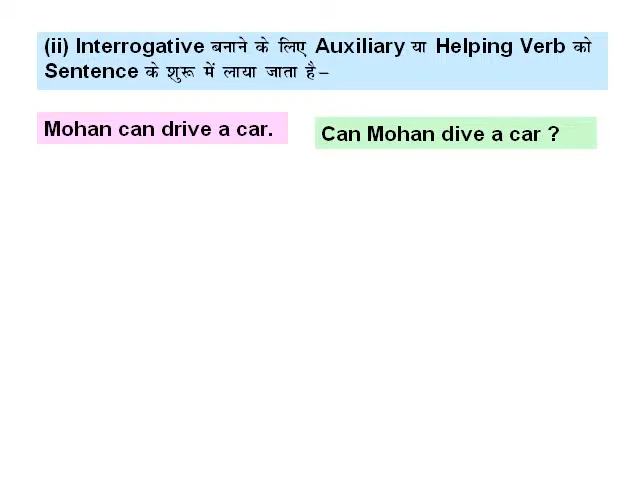 (ii) Interrogative बनाने के लिए Auxiliary या Helping Verb को
Sentence के शुरू में लाया जाता है –
Mohan can drive a car.
Can Mohan dive a car ?